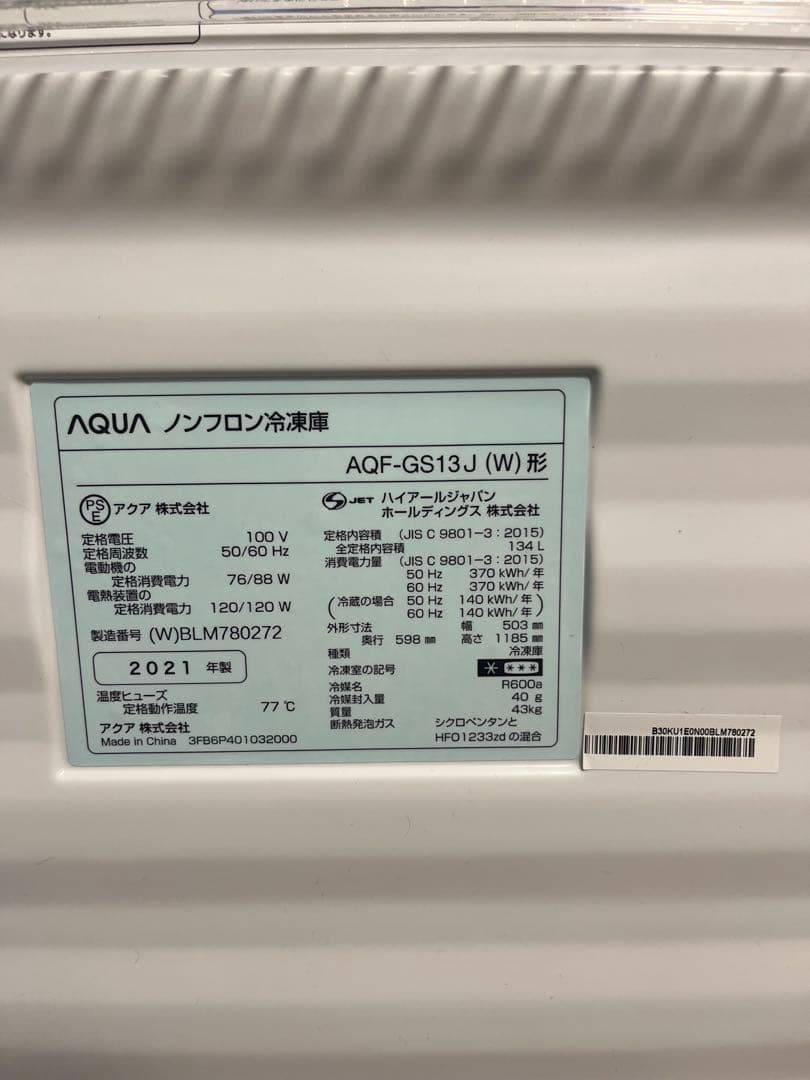 になります。
AQUA ノンフロン冷凍庫
AQF-GS13J (W) 形
PS
E
アクア 株式会社
定格電圧 100 V
定格周波数 50/60 Hz
電動機の
定格消費電力 76/88 W
電熱装置の
定格消費電力 120/120 W
製造番号 (W)BLM780272
2021 年製
温度ヒューズ
定格動作温度 77 ℃
アクア 株式会社
Made in China 3FB6P401032000
JET ハイアールジャパン
ホールディングス 株式会社
定格内容積 (JIS C 9801-3:2015)
全定格内容積 134 L
消費電力量 (JIS C 9801-3:2015)
50 Hz 370 kWh/年
60 Hz 370 kWh/年
(冷蔵の場合 50 Hz 140 kWh/年
60 Hz 140 kWh/年)
外形寸法 幅 503 mm
奥行 598 mm 高さ 1185 mm
種類 冷凍庫
冷凍室の記号 * ***
冷媒名 R600a
冷媒封入量 40 g
質量 43kg
断熱発泡ガス シクロペンタンと
HFO1233zd の混合
B30KU1E0N00BLM780272